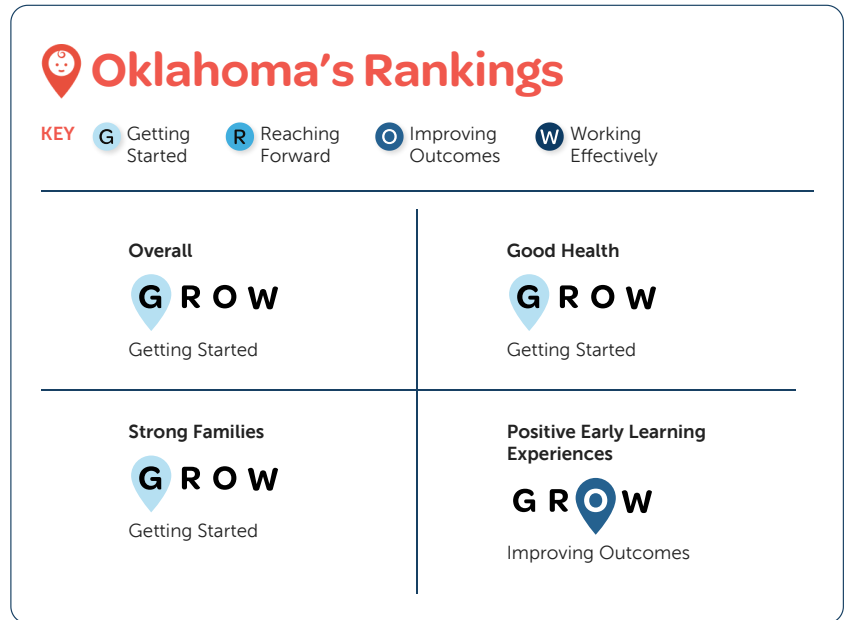 Oklahoma's Rankings
KEY
G Getting Started
R Reaching Forward
O Improving Outcomes
W Working Effectively
Overall
G R O W
Getting Started
Good Health
G R O W
Getting Started
Strong Families
G R O W
Getting Started
Positive Early Learning
Experiences
G R O W
Improving Outcomes